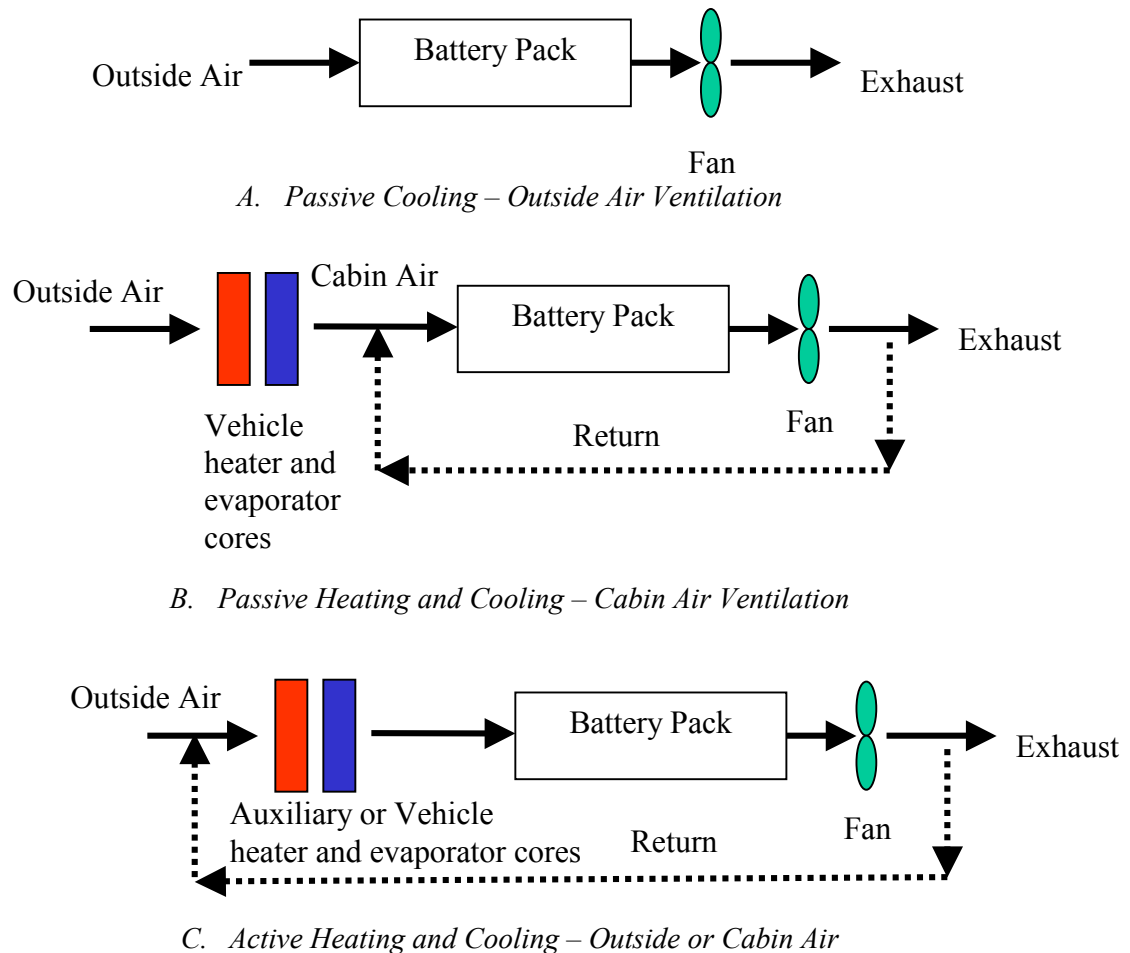 Battery Pack
Outside Air
Exhaust
Fan
A. Passive Cooling – Outside Air Ventilation
Cabin Air
Outside Air
Battery Pack
Exhaust
Fan
Vehicle
heater and
evaporator
cores
Return
B. Passive Heating and Cooling – Cabin Air Ventilation
Outside Air
Battery Pack
Exhaust
Auxiliary or Vehicle
heater and evaporator cores
Fan
Return
C. Active Heating and Cooling – Outside or Cabin Air